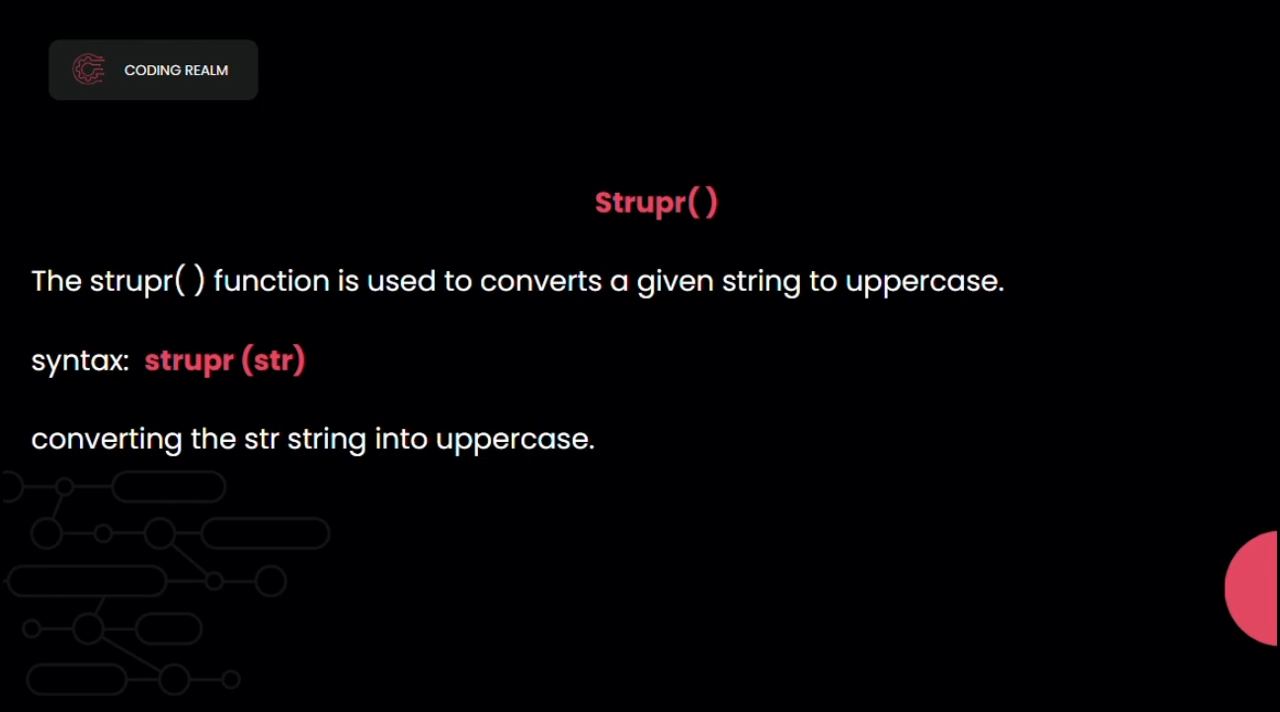 CODING REALM
Strupr( )
The strupr( ) function is used to converts a given string to uppercase.
syntax: strupr (str)
converting the str string into uppercase.